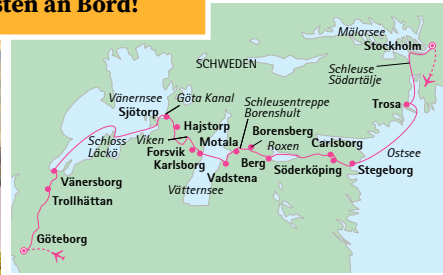 sten an Bord!
Mälarsee
Stockholm
SCHWEDEN
Schleuse
Södartälje
Vänernsee
Göta Kanal
Sjötorp
Schleusentreppe
Borenshult
Trosa
Hajstorp
Schloss
Läckö
Viken
Motala
Borensberg
Forsvik
Karlsborg
Roxen
Carlsborg
Ostsee
Berg
Vänersborg
Vadstena
Söderköping
Stegeborg
Trollhättan
Vätternsee
Göteborg